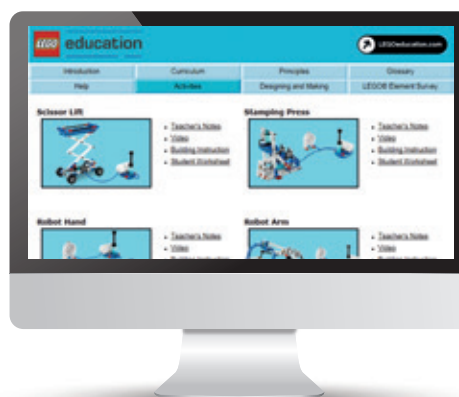 LEGO education
LEGOeducation.com
Introduction Curriculum Principles Glossary
Help Activities Designing and Making LEGO® Element Survey
Scissor Lift
Teacher's Notes
Video
Building Instruction
Student Worksheet
Stamping Press
Teacher's Notes
Video
Building Instruction
Student Worksheet
Robot Hand
Teacher's Notes
Video
Robot Arm
Teacher's Notes
Video